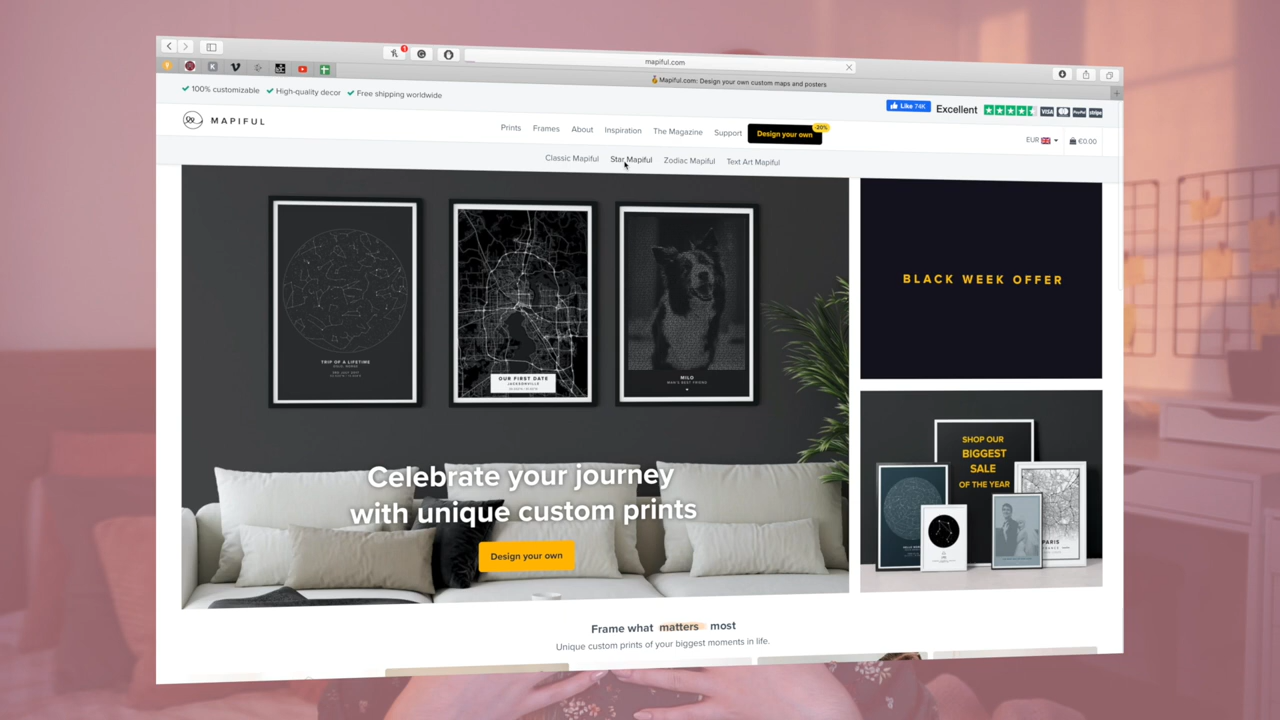 mapiful.com
Mapiful.com: Design your own custom maps and posters
100% customizable High-quality decor Free shipping worldwide
Like 74K Excellent VISA PayPal stripe
MAPIFUL
Prints Frames About Inspiration The Magazine Support Design your own -20%
EUR €0.00
Classic Mapiful Star Mapiful Zodiac Mapiful Text Art Mapiful
TRIP OF A LIFETIME
OUR FIRST DATE
JACKSONVILLE
MILO
MAN'S BEST FRIEND
Celebrate your journey
with unique custom prints
Design your own
BLACK WEEK OFFER
SHOP OUR
BIGGEST
SALE
OF THE YEAR
PARIS
Frame what matters most
Unique custom prints of your biggest moments in life.